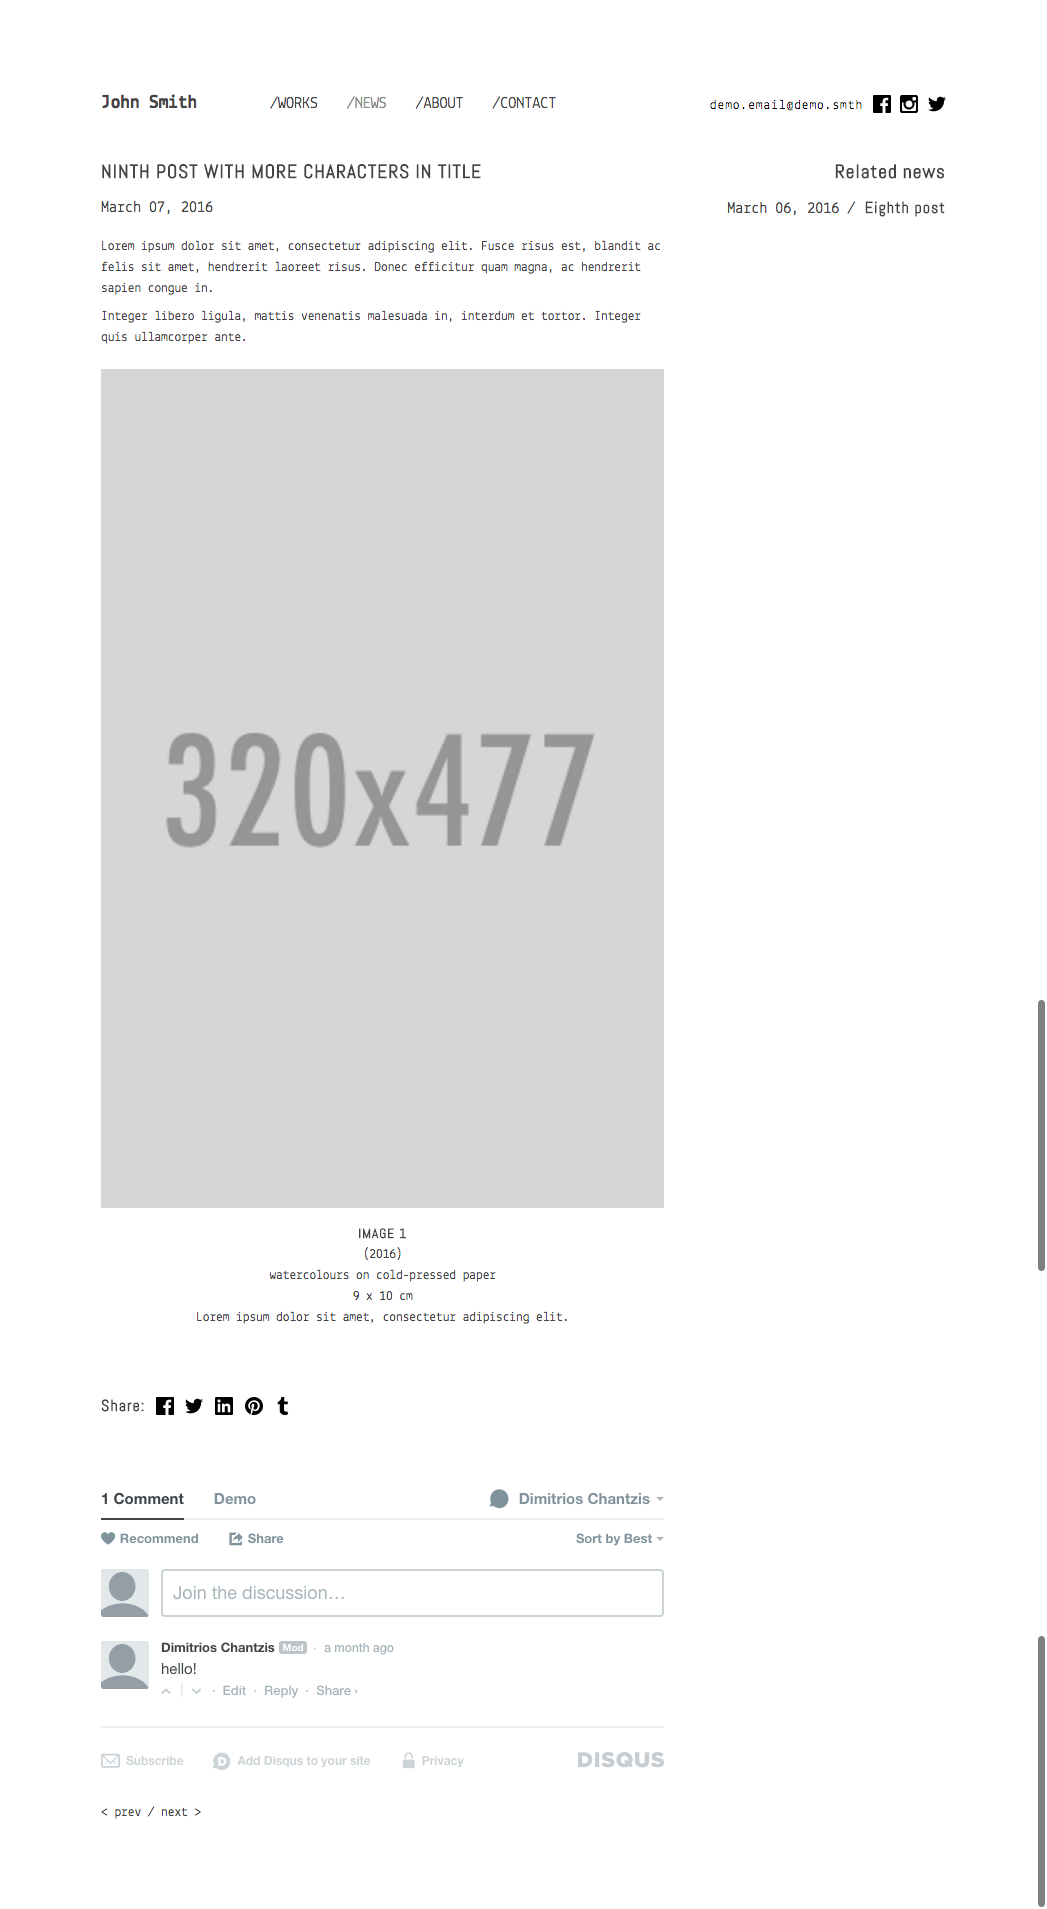 John Smith /WORKS /NEWS /ABOUT /CONTACT demo.email@demo.smth
NINTH POST WITH MORE CHARACTERS IN TITLE
March 07, 2016
Lorem ipsum dolor sit amet, consectetur adipiscing elit. Fusce risus est, blandit ac
felis sit amet, hendrerit laoreet risus. Donec efficitur quam magna, ac hendrerit
sapien congue in.
Integer libero ligula, mattis venenatis malesuada in, interdum et tortor. Integer
quis ullamcorper ante.
Related news
March 06, 2016 / Eighth post
320x477
IMAGE 1
(2016)
watercolours on cold-pressed paper
9 x 10 cm
Lorem ipsum dolor sit amet, consectetur adipiscing elit.
Share:
1 Comment Demo Dimitrios Chantzis
Recommend Share Sort by Best
Join the discussion...
Dimitrios Chantzis Mod · a month ago
hello!
· Edit · Reply · Share ›
Subscribe Add Disqus to your site Privacy DISQUS
< prev / next >